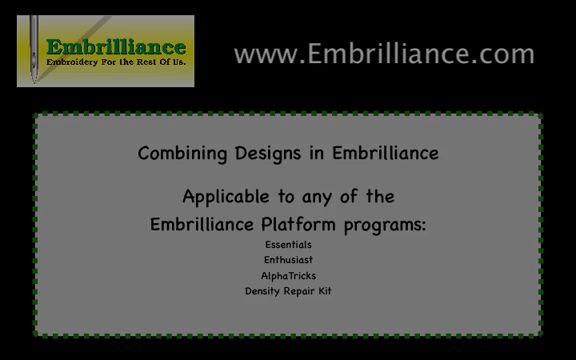 Embrilliance
Embroidery For the Rest Of Us.
www.Embrilliance.com
Combining Designs in Embrilliance
Applicable to any of the
Embrilliance Platform programs:
Essentials
Enthusiast
AlphaTricks
Density Repair Kit